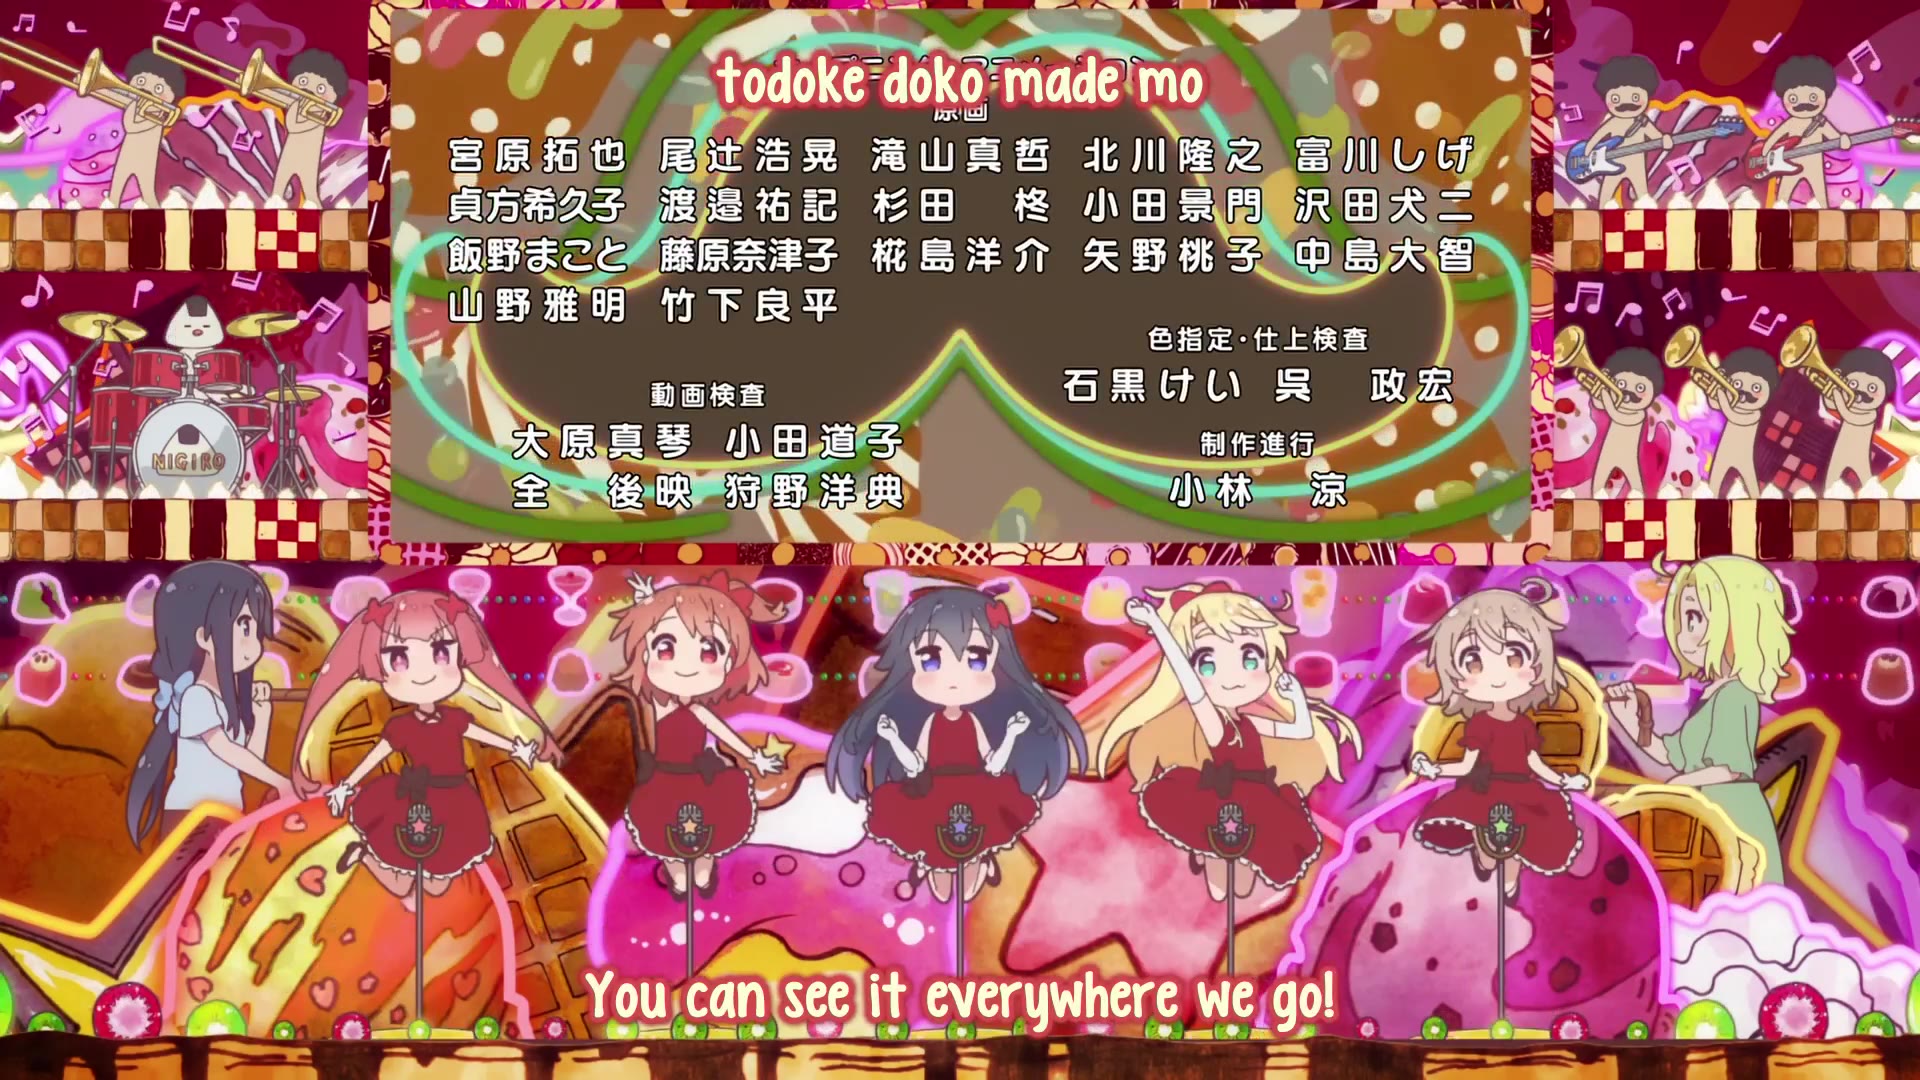 todoke doko made mo
原画
宮原拓也 尾辻浩晃 滝山真哲 北川隆之 富川しげ
貞方希久子 渡邉祐記 杉田 柊 小田景門 沢田犬二
飯野まこと 藤原奈津子 椛島洋介 矢野桃子 中島大智
山野雅明 竹下良平
色指定・仕上検査
石黒けい 呉 政宏
動画検査
大原真琴 小田道子
全 後映 狩野洋典
制作進行
小林 涼
NIGIRO
You can see it everywhere we go!